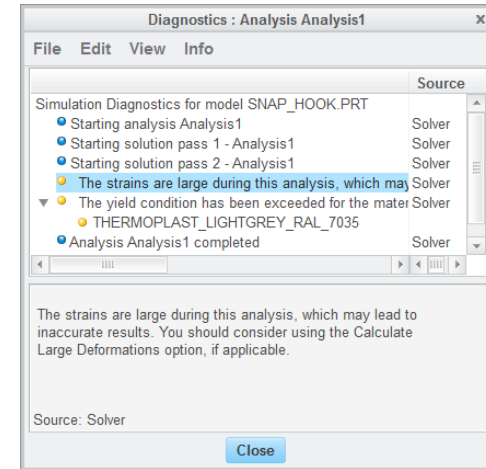 Diagnostics : Analysis Analysis1 x
File Edit View Info
Source
Simulation Diagnostics for model SNAP_HOOK.PRT
Starting analysis Analysis1 Solver
Starting solution pass 1 - Analysis1 Solver
Starting solution pass 2 - Analysis1 Solver
The strains are large during this analysis, which may Solver
The yield condition has been exceeded for the mater Solver
THERMOPLAST_LIGHTGREY_RAL_7035
Analysis Analysis1 completed Solver
The strains are large during this analysis, which may lead to
inaccurate results. You should consider using the Calculate
Large Deformations option, if applicable.
Source: Solver
Close